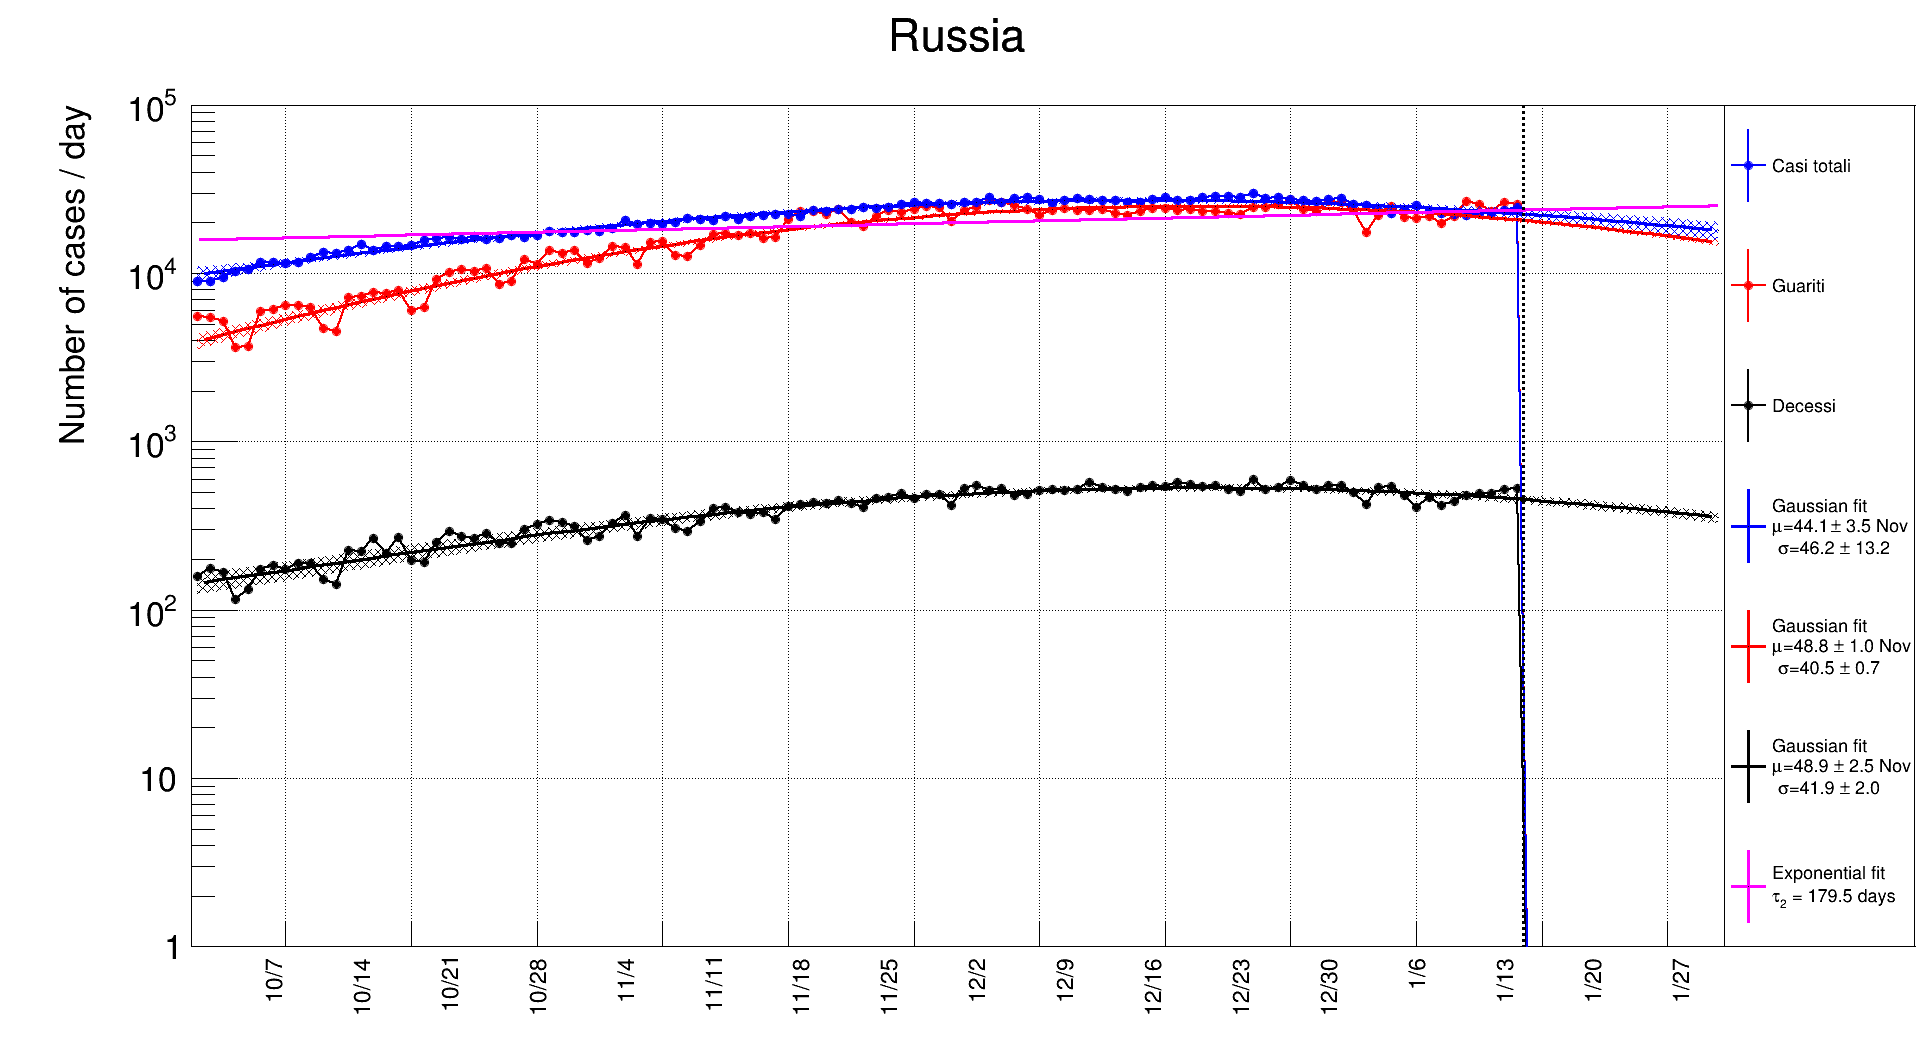 Russia
Number of cases / day
10^5
10^4
10^3
10^2
10
1
10/7
10/14
10/21
10/28
11/4
11/11
11/18
11/25
12/2
12/9
12/16
12/23
12/30
1/6
1/13
1/20
1/27
Casi totali
Guariti
Decessi
Gaussian fit
μ=44.1 ± 3.5 Nov
σ=46.2 ± 13.2
Gaussian fit
μ=48.8 ± 1.0 Nov
σ=40.5 ± 0.7
Gaussian fit
μ=48.9 ± 2.5 Nov
σ=41.9 ± 2.0
Exponential fit
τ₂ = 179.5 days